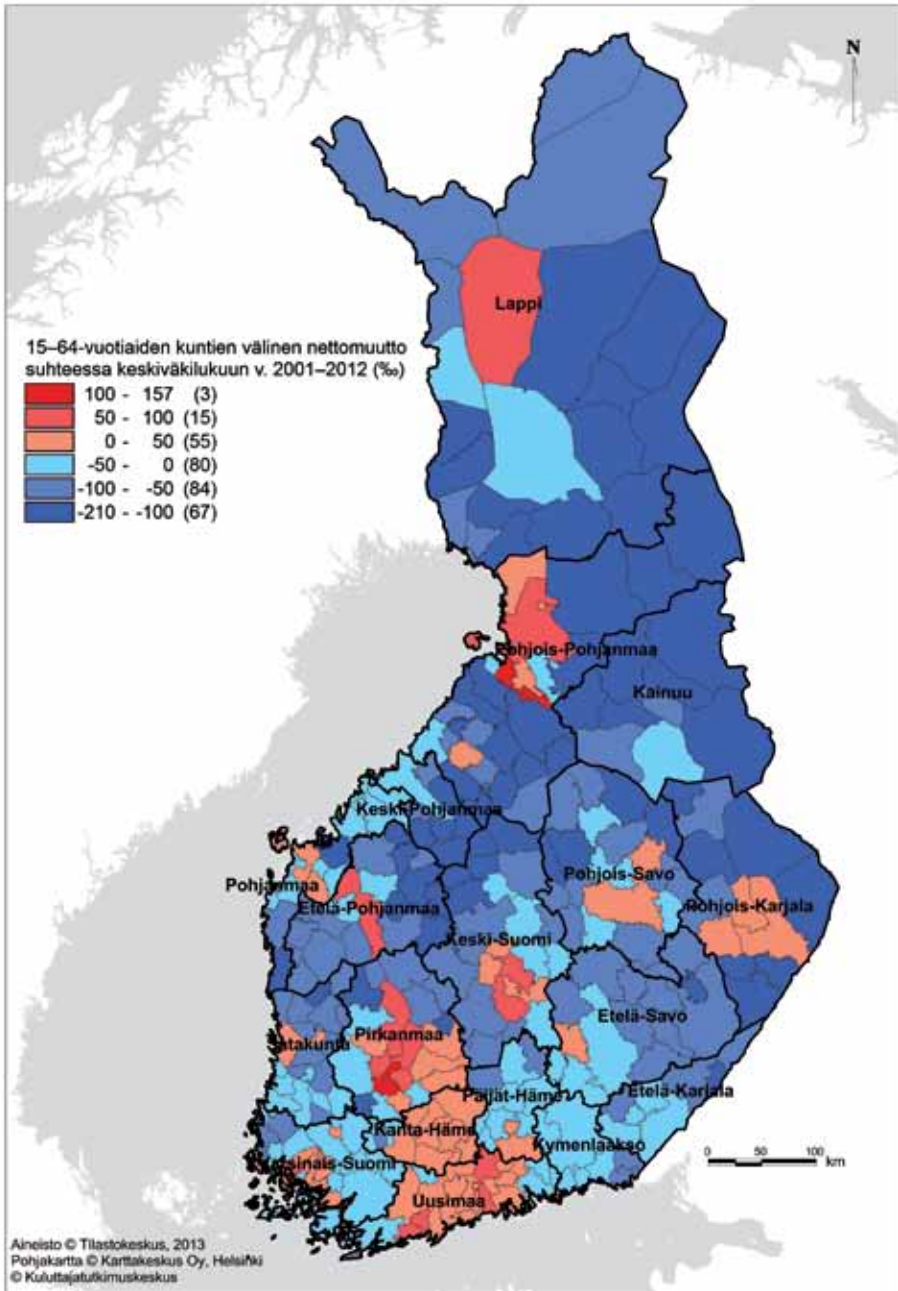 N
Lappi
15–64-vuotiaiden kuntien välinen nettomuutto
suhteessa keskiväkilukuun v. 2001–2012 (‰)
100 - 157 (3)
50 - 100 (15)
0 - 50 (55)
-50 - 0 (80)
-100 - -50 (84)
-210 - -100 (67)
Pohjois-Pohjanmaa
Kainuu
Keski-Pohjanmaa
Pohjanmaa
Etelä-Pohjanmaa
Pohjois-Savo
Pohjois-Karjala
Keski-Suomi
Etelä-Savo
Satakunta
Pirkanmaa
Päijät-Häme
Etelä-Karjala
Kanta-Häme
Kymenlaakso
Varsinais-Suomi
Uusimaa
0 50 100
km
Aineisto © Tilastokeskus, 2013
Pohjakartta © Karttakeskus Oy, Helsinki
© Kuluttajatutkimuskeskus